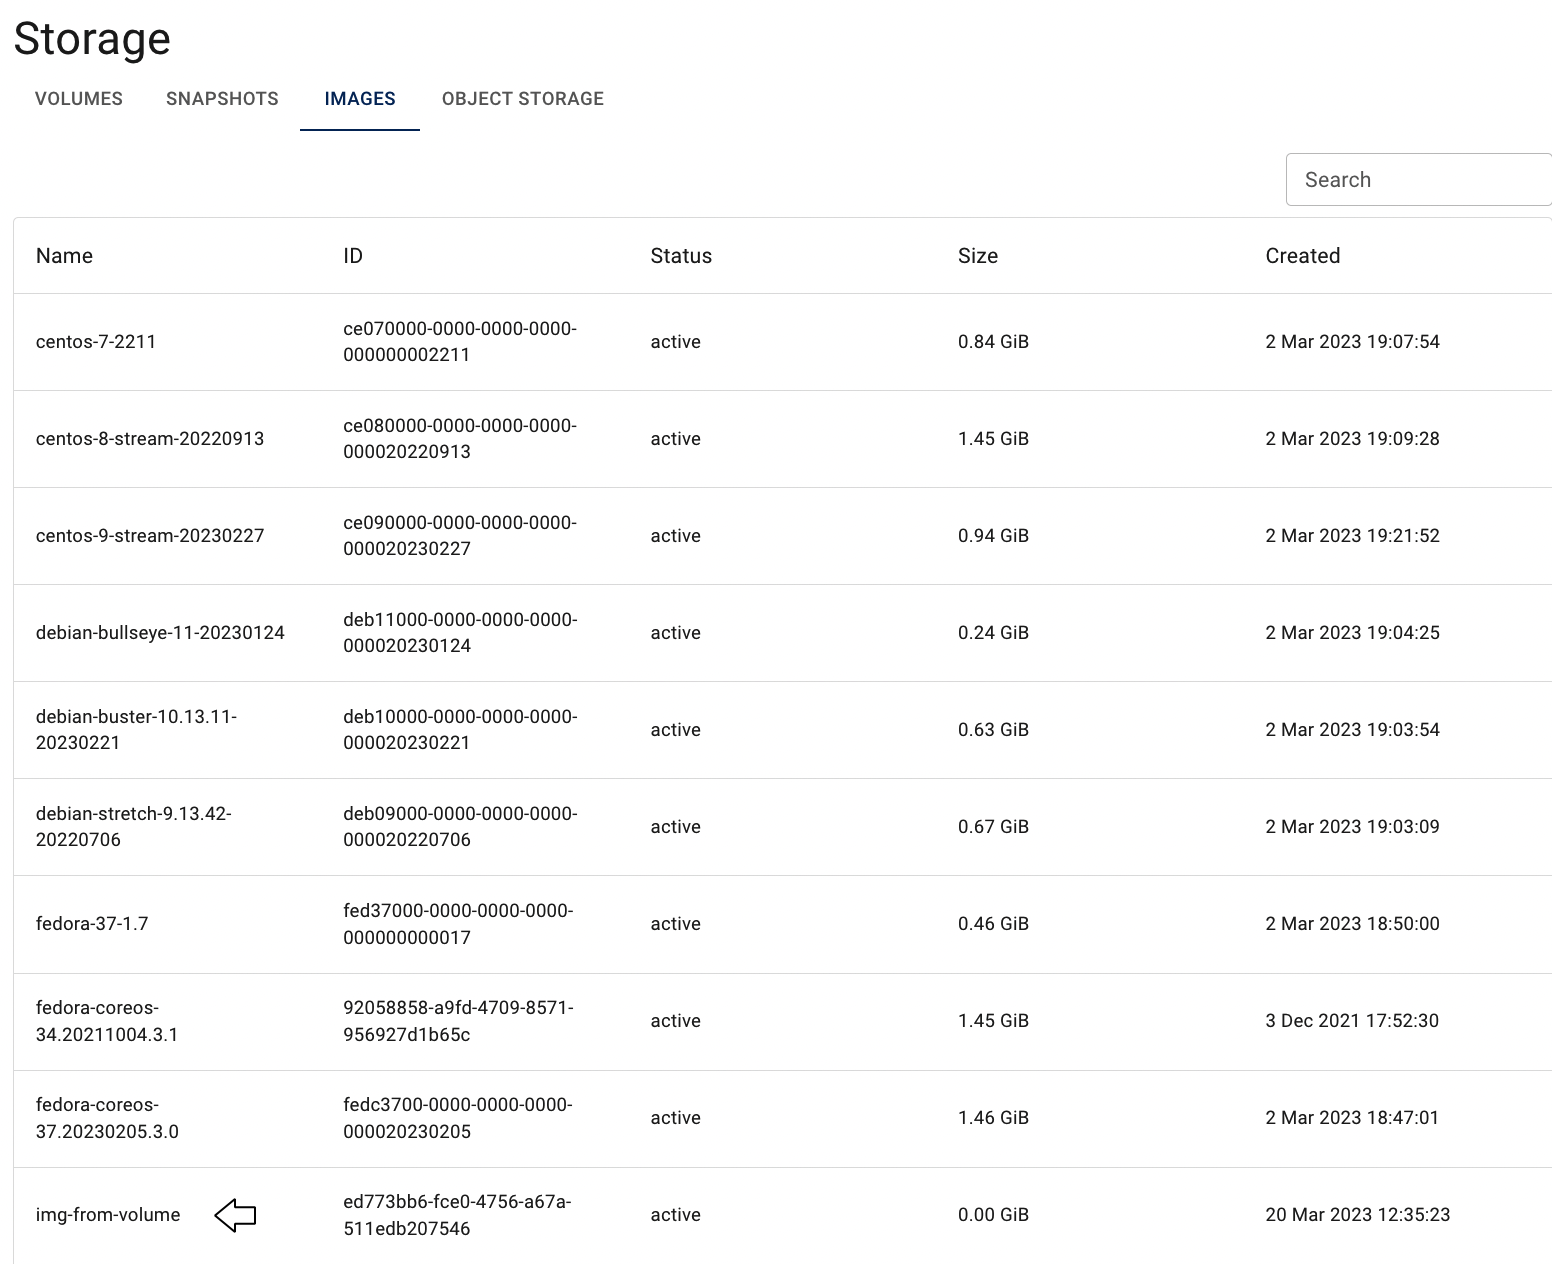 Storage
VOLUMES SNAPSHOTS IMAGES OBJECT STORAGE
Search
Name ID Status Size Created
centos-7-2211 ce070000-0000-0000-0000-000000002211 active 0.84 GiB 2 Mar 2023 19:07:54
centos-8-stream-20220913 ce080000-0000-0000-0000-000020220913 active 1.45 GiB 2 Mar 2023 19:09:28
centos-9-stream-20230227 ce090000-0000-0000-0000-000020230227 active 0.94 GiB 2 Mar 2023 19:21:52
debian-bullseye-11-20230124 deb11000-0000-0000-0000-000020230124 active 0.24 GiB 2 Mar 2023 19:04:25
debian-buster-10.13.11-20230221 deb10000-0000-0000-0000-000020230221 active 0.63 GiB 2 Mar 2023 19:03:54
debian-stretch-9.13.42-20220706 deb09000-0000-0000-0000-000020220706 active 0.67 GiB 2 Mar 2023 19:03:09
fedora-37-1.7 fed37000-0000-0000-0000-000000000017 active 0.46 GiB 2 Mar 2023 18:50:00
fedora-coreos-34.20211004.3.1 92058858-a9fd-4709-8571-956927d1b65c active 1.45 GiB 3 Dec 2021 17:52:30
fedora-coreos-37.20230205.3.0 fedc3700-0000-0000-0000-000020230205 active 1.46 GiB 2 Mar 2023 18:47:01
img-from-volume ed773bb6-fce0-4756-a67a-511edb207546 active 0.00 GiB 20 Mar 2023 12:35:23